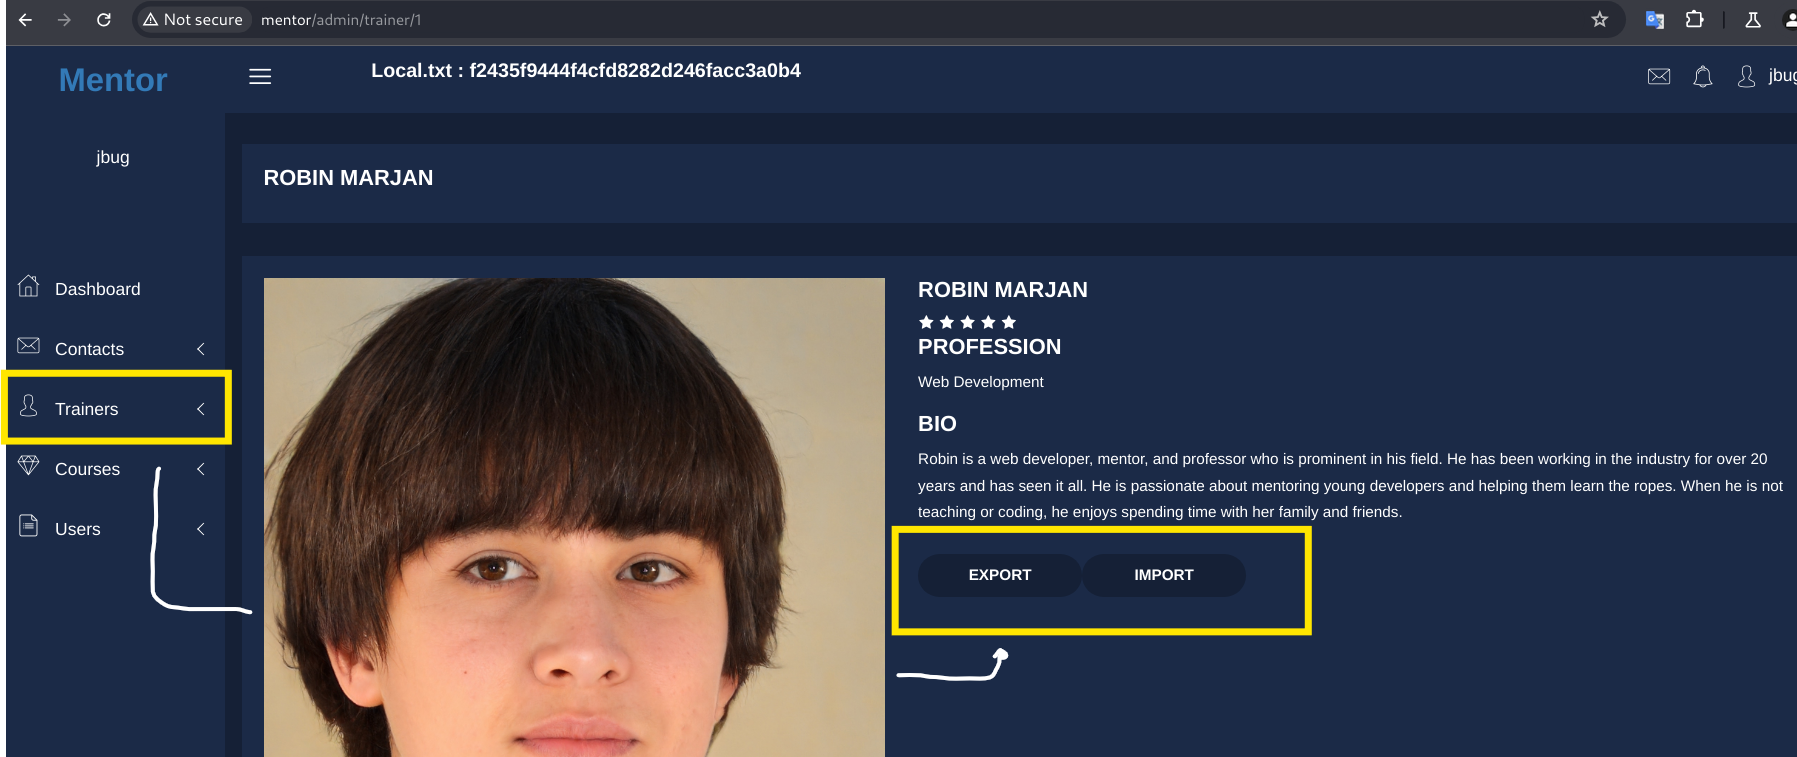 Not secure mentor/admin/trainer/1
Mentor
Local.txt : f2435f9444f4cfd8282d246facc3a0b4
jbug
ROBIN MARJAN
Dashboard
Contacts
Trainers
Courses
Users
ROBIN MARJAN
PROFESSION
Web Development
BIO
Robin is a web developer, mentor, and professor who is prominent in his field. He has been working in the industry for over 20
years and has seen it all. He is passionate about mentoring young developers and helping them learn the ropes. When he is not
teaching or coding, he enjoys spending time with her family and friends.
EXPORT IMPORT